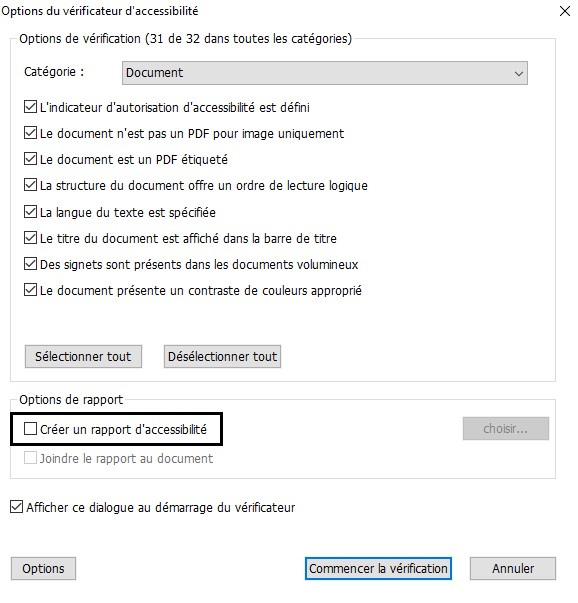 Options du vérificateur d'accessibilité
Options de vérification (31 de 32 dans toutes les catégories)
Catégorie : Document
L'indicateur d'autorisation d'accessibilité est défini
Le document n'est pas un PDF pour image uniquement
Le document est un PDF étiqueté
La structure du document offre un ordre de lecture logique
La langue du texte est spécifiée
Le titre du document est affiché dans la barre de titre
Des signets sont présents dans les documents volumineux
Le document présente un contraste de couleurs approprié
Sélectionner tout Désélectionner tout
Options de rapport
Créer un rapport d'accessibilité choisir...
Joindre le rapport au document
Afficher ce dialogue au démarrage du vérificateur
Options Commencer la vérification Annuler